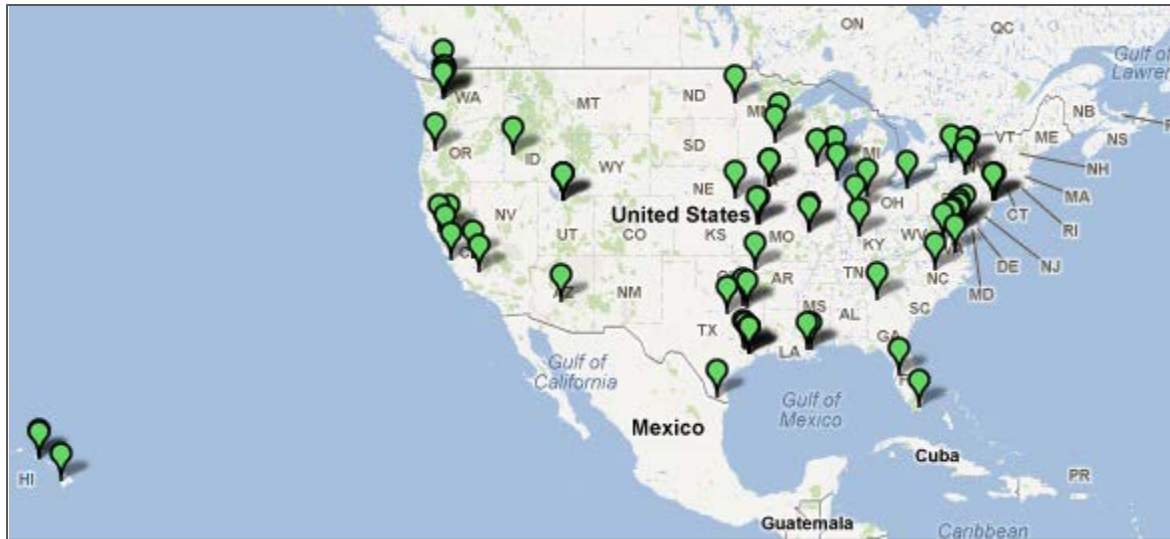 ON
QC
Gulf of
Lawren
WA
MT
ND
MN
NB
VT
ME
NS
OR
ID
SD
MI
NH
WY
NE
MA
OH
CT
NV
United States
RI
UT
CO
KS
MO
KY
WV
VA
DE
NJ
TN
NC
MD
AZ
NM
AR
MS
SC
TX
AL
LA
GA
Gulf of
California
Gulf of
Mexico
Mexico
Cuba
HI
PR
Guatemala
Caribbean